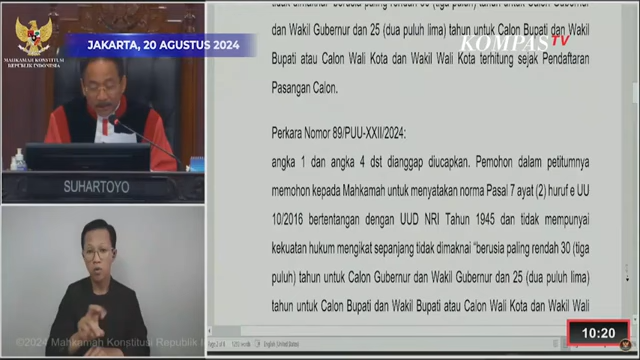 JAKARTA, 20 AGUSTUS 2024
MAHKAMAH KONSTITUSI
REPUBLIK INDONESIA
KOMPAS TV
SUHARTOYO
dan Wakil Gubernur dan 25 (dua puluh lima) tahun untuk Calon Bupati dan Wakil
Bupati atau Calon Wali Kota dan Wakil Wali Kota terhitung sejak Pendaftaran
Pasangan Calon.
Perkara Nomor 89/PUU-XXII/2024:
angka 1 dan angka 4 dst dianggap diucapkan. Pemohon dalam petitumnya
memohon kepada Mahkamah untuk menyatakan norma Pasal 7 ayat (2) huruf e UU
10/2016 bertentangan dengan UUD NRI Tahun 1945 dan tidak mempunyai
kekuatan hukum mengikat sepanjang tidak dimaknai “berusia paling rendah 30 (tiga
puluh) tahun untuk Calon Gubernur dan Wakil Gubernur dan 25 (dua puluh lima)
tahun untuk Calon Bupati dan Wakil Bupati atau Calon Wali Kota dan Wakil Wali
©2024 Mahkamah Konstitusi Republik
English (United States)
10:20